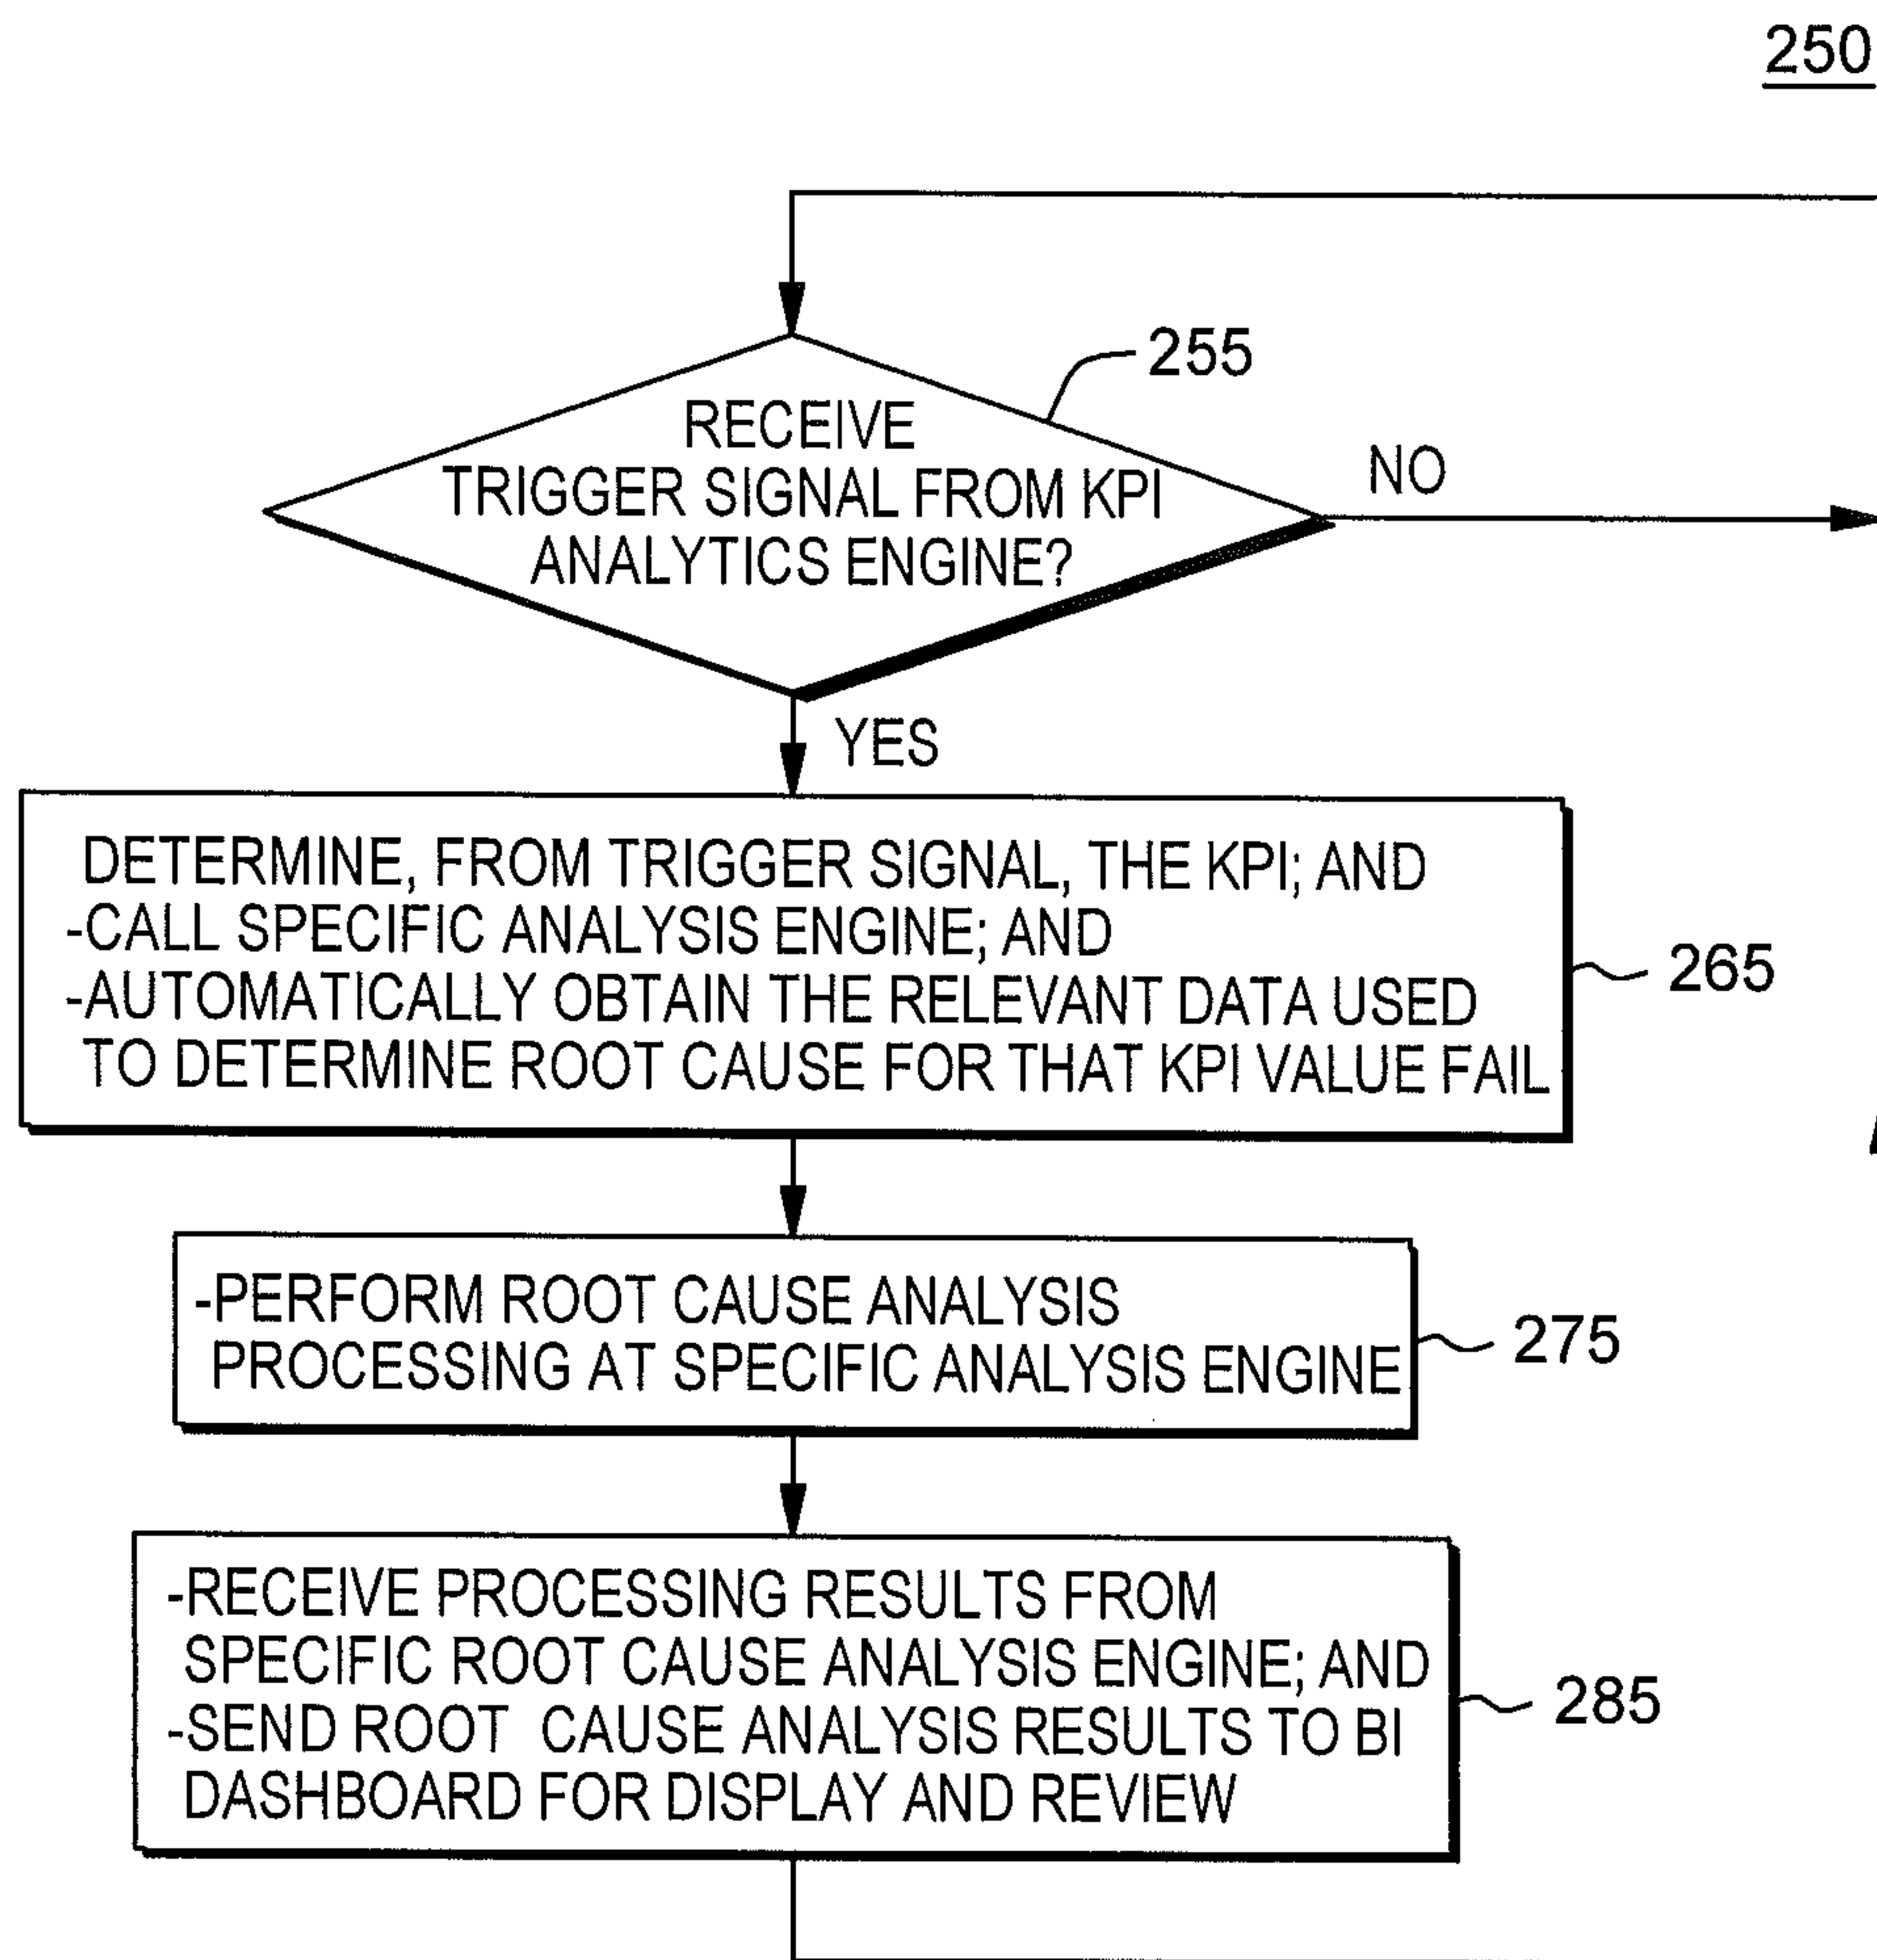 250
255
RECEIVE
TRIGGER SIGNAL FROM KPI
ANALYTICS ENGINE?
NO
YES
DETERMINE, FROM TRIGGER SIGNAL, THE KPI; AND
-CALL SPECIFIC ANALYSIS ENGINE; AND
-AUTOMATICALLY OBTAIN THE RELEVANT DATA USED
TO DETERMINE ROOT CAUSE FOR THAT KPI VALUE FAIL
265
-PERFORM ROOT CAUSE ANALYSIS
PROCESSING AT SPECIFIC ANALYSIS ENGINE
275
-RECEIVE PROCESSING RESULTS FROM
SPECIFIC ROOT CAUSE ANALYSIS ENGINE; AND
-SEND ROOT CAUSE ANALYSIS RESULTS TO BI
DASHBOARD FOR DISPLAY AND REVIEW
285